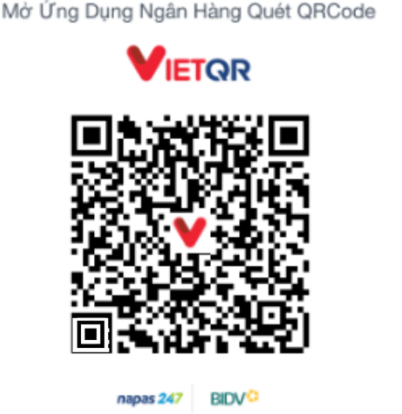 Mở Ứng Dụng Ngân Hàng Quét QRCode
VIETQR
napas 247 BIDV